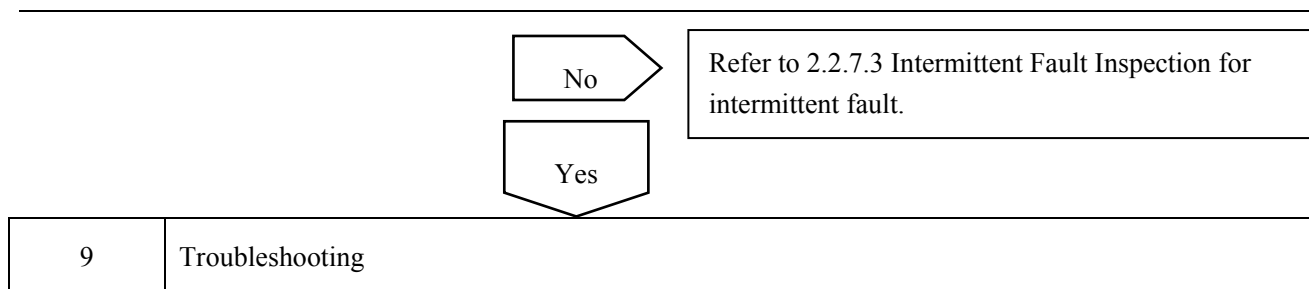 No
Refer to 2.2.7.3 Intermittent Fault Inspection for
intermittent fault.
Yes
9
Troubleshooting